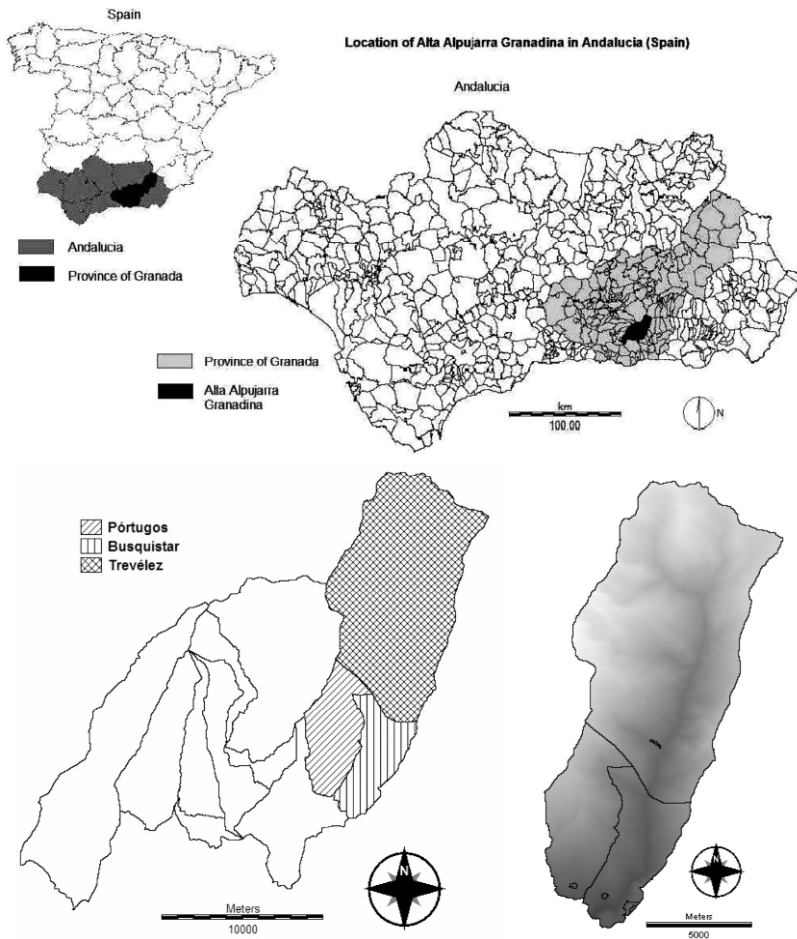 Spain
Location of Alta Alpujarra Granadina in Andalucia (Spain)
Andalucia
Andalucia
Province of Granada
Province of Granada
Alta Alpujarra
Granadina
km
100.00
N
Pórtugos
Busquistar
Trevélez
N
Meters
10000
N
Meters
5000